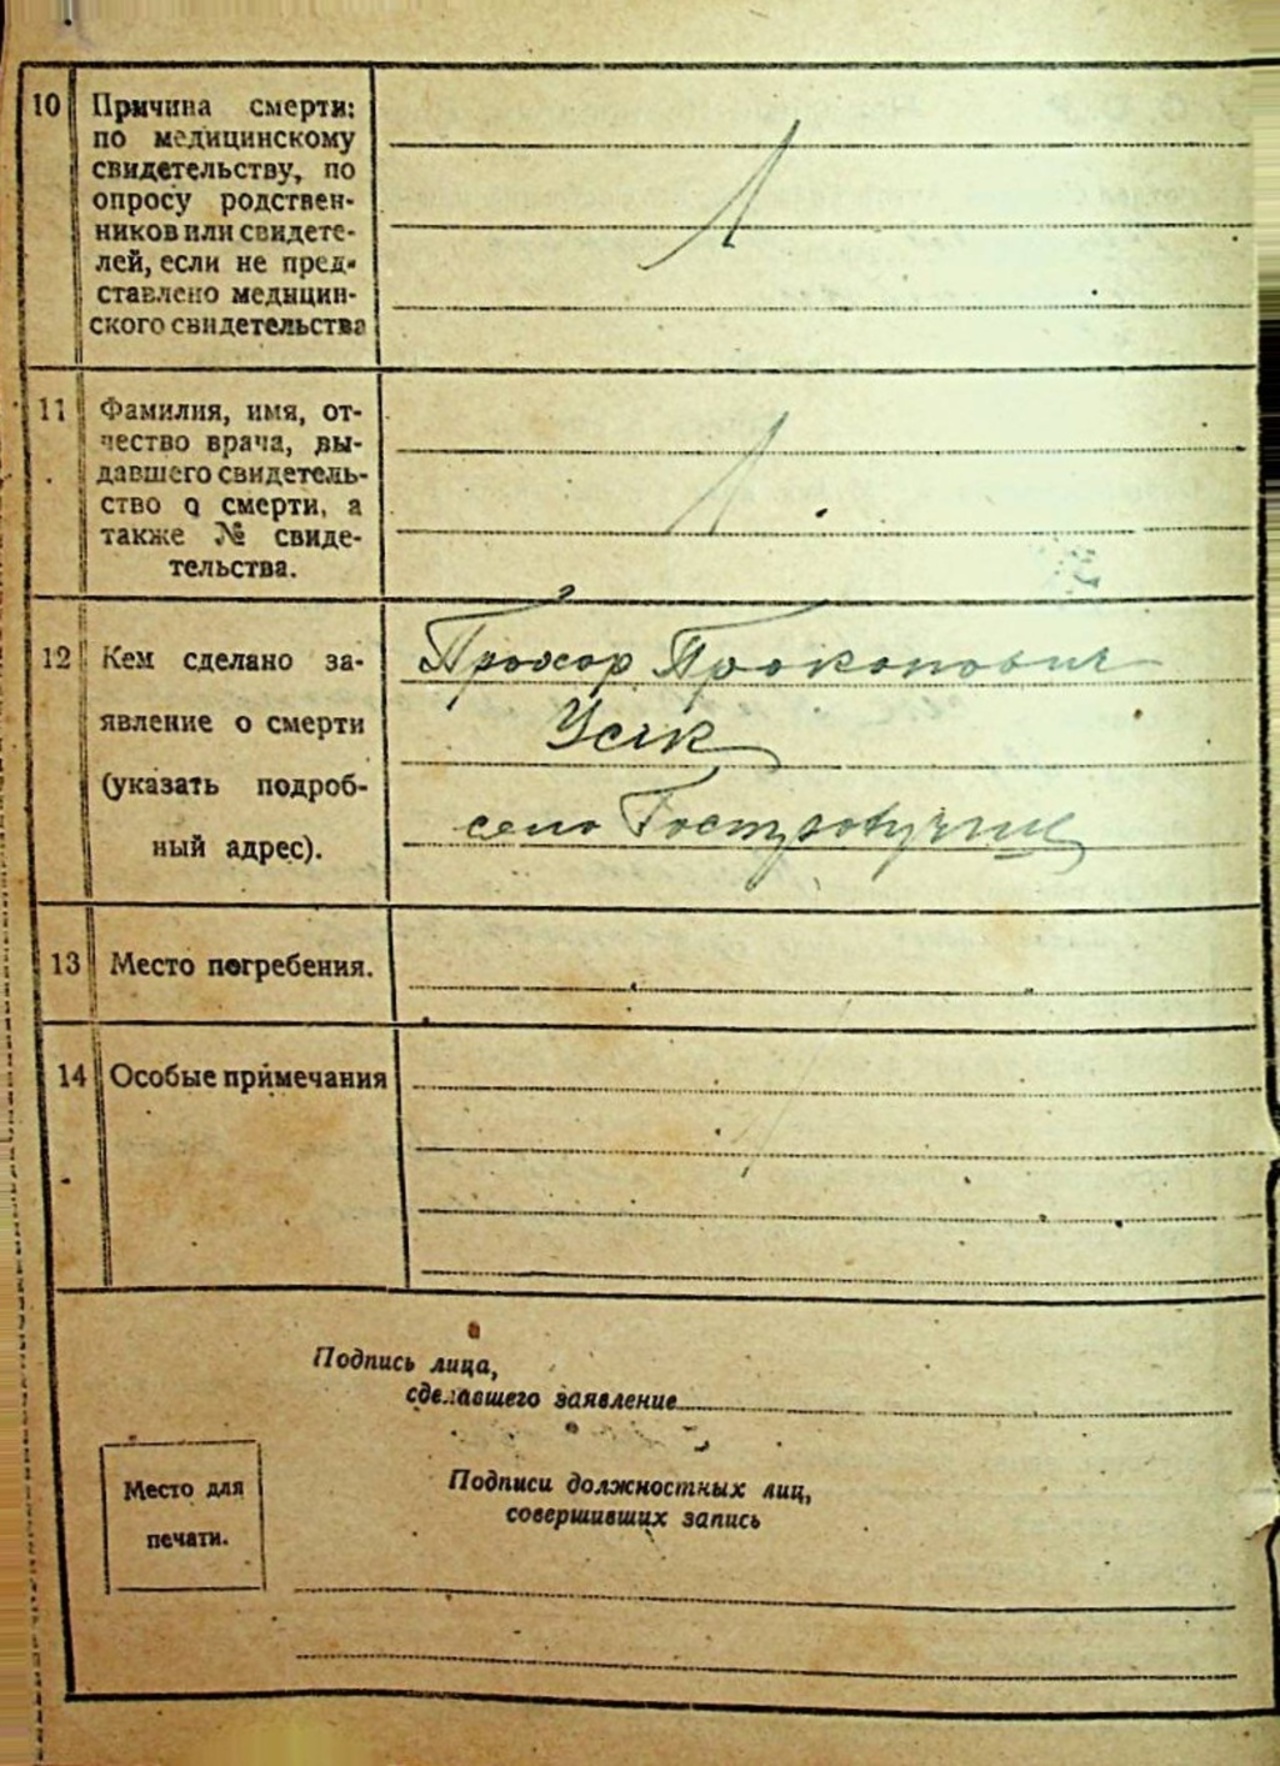 10 Причина смерти:
по медицинскому
свидетельству, по
опросу родствен-
ников или свидете-
лей, если не пред-
ставлено медицин-
ского свидетельства
11 Фамилия, имя, от-
чество врача, вы-
давшего свидетель-
ство о смерти, а
также № свиде-
тельства.
12 Кем сделано за-
явление о смерти
(указать подроб-
ный адрес).
Прохор Прокопович
Усик
село
13 Место погребения.
14 Особые примечания
Подпись лица,
сделавшего заявление
Место для
печати.
Подписи должностных лиц,
совершивших запись